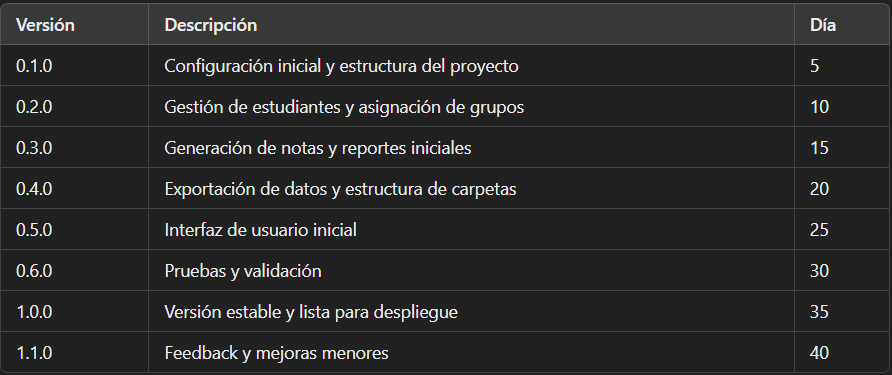 Versión Descripción Día
0.1.0 Configuración inicial y estructura del proyecto 5
0.2.0 Gestión de estudiantes y asignación de grupos 10
0.3.0 Generación de notas y reportes iniciales 15
0.4.0 Exportación de datos y estructura de carpetas 20
0.5.0 Interfaz de usuario inicial 25
0.6.0 Pruebas y validación 30
1.0.0 Versión estable y lista para despliegue 35
1.1.0 Feedback y mejoras menores 40